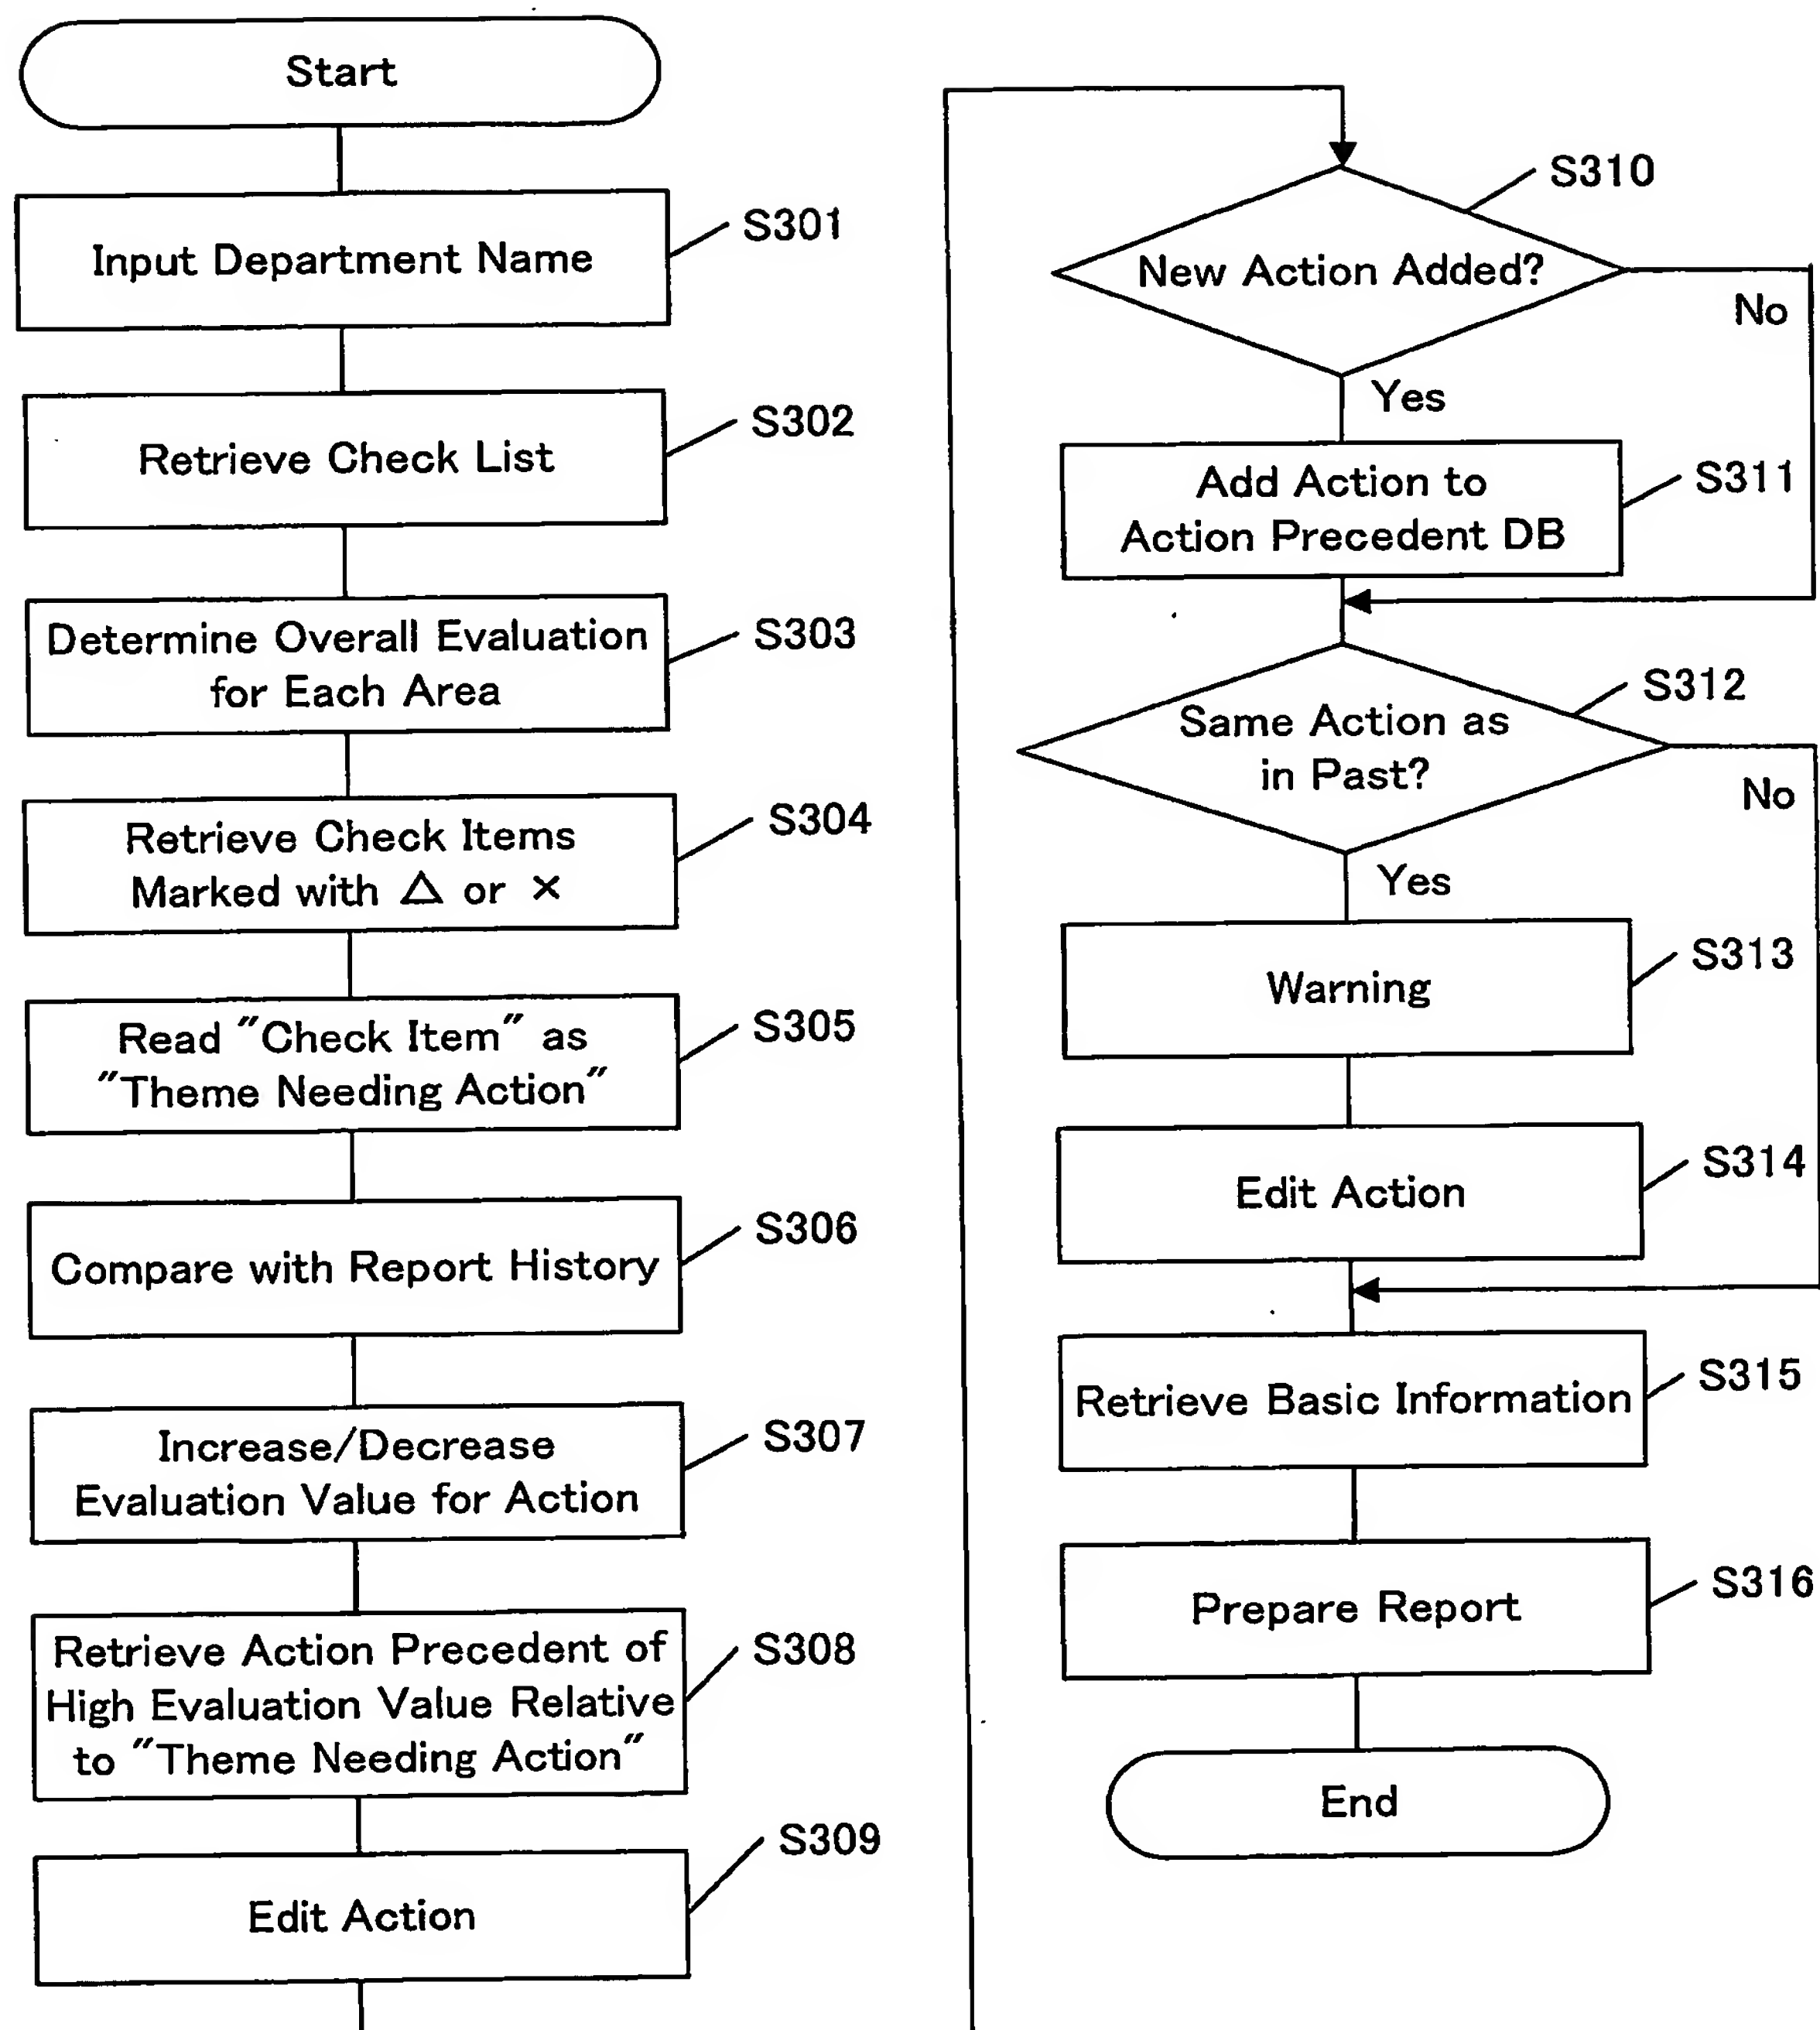 Start
Input Department Name
S301
Retrieve Check List
S302
Determine Overall Evaluation
for Each Area
S303
Retrieve Check Items
Marked with △ or ×
S304
Read "Check Item" as
"Theme Needing Action"
S305
Compare with Report History
S306
Increase/Decrease
Evaluation Value for Action
S307
Retrieve Action Precedent of
High Evaluation Value Relative
to "Theme Needing Action"
S308
Edit Action
S309
New Action Added?
S310
No
Yes
Add Action to
Action Precedent DB
S311
Same Action as
in Past?
S312
No
Yes
Warning
S313
Edit Action
S314
Retrieve Basic Information
S315
Prepare Report
S316
End